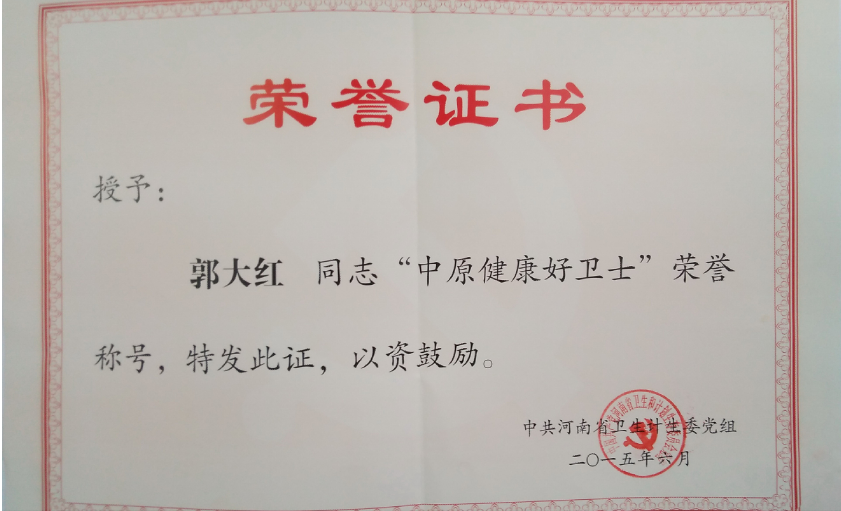 荣誉证书
授予：
郭大红 同志“中原健康好卫士”荣誉
称号，特发此证，以资鼓励。
中共河南省卫生计生委党组
二〇一五年六月